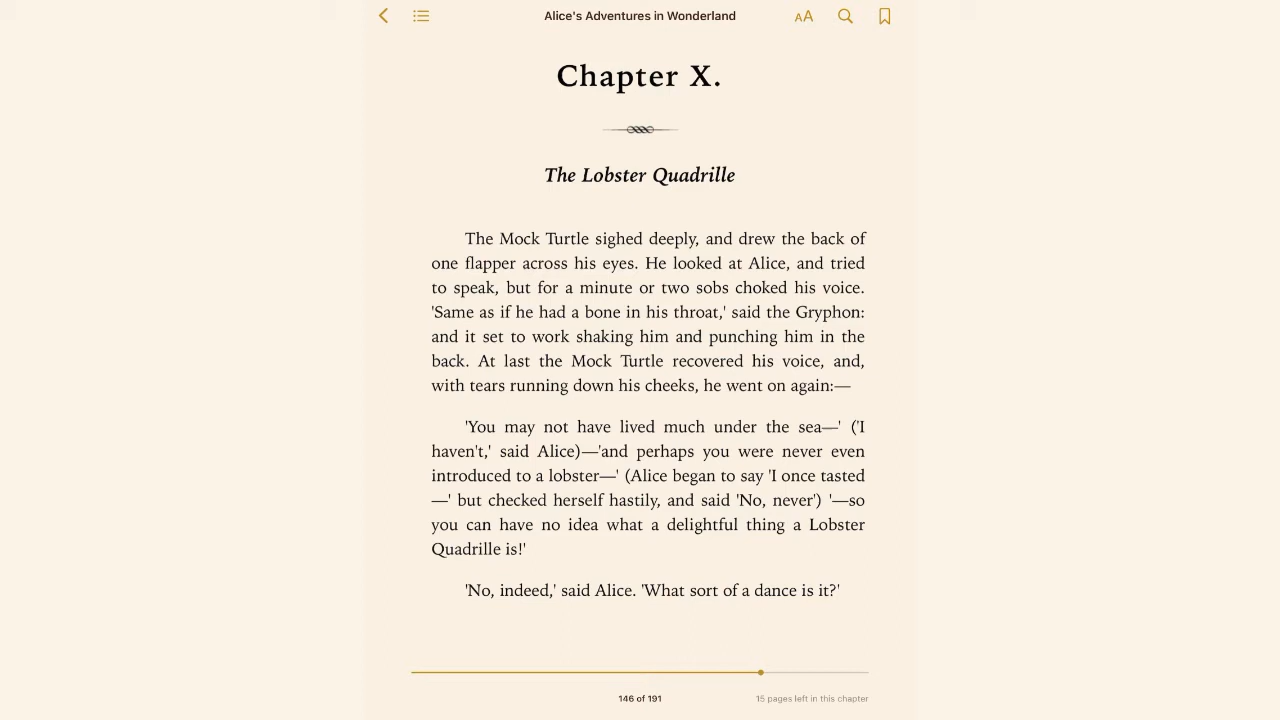 Alice's Adventures in Wonderland
AA
Chapter X.
The Lobster Quadrille
The Mock Turtle sighed deeply, and drew the back of
one flapper across his eyes. He looked at Alice, and tried
to speak, but for a minute or two sobs choked his voice.
'Same as if he had a bone in his throat,' said the Gryphon:
and it set to work shaking him and punching him in the
back. At last the Mock Turtle recovered his voice, and,
with tears running down his cheeks, he went on again:—
'You may not have lived much under the sea—' ('I
haven't,' said Alice)—'and perhaps you were never even
introduced to a lobster—' (Alice began to say 'I once tasted
—' but checked herself hastily, and said 'No, never') '—so
you can have no idea what a delightful thing a Lobster
Quadrille is!'
'No, indeed,' said Alice. 'What sort of a dance is it?'
146 of 191
15 pages left in this chapter